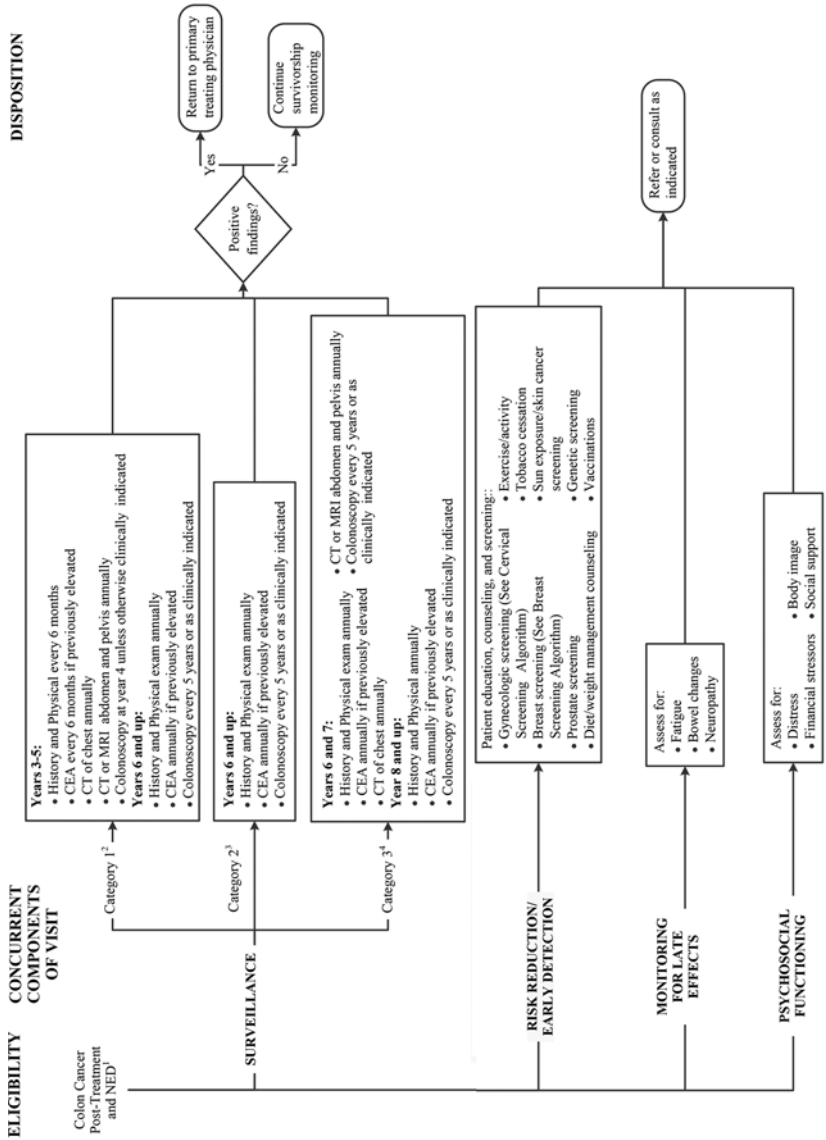 ELIGIBILITY
CONCURRENT
COMPONENTS
OF VISIT
DISPOSITION
Colon Cancer
Post-Treatment
and NED1
SURVEILLANCE
Category 12
Years 3-5:
• History and Physical every 6 months
• CEA every 6 months if previously elevated
• CT of chest annually
• CT or MRI abdomen and pelvis annually
• Colonoscopy at year 4 unless otherwise clinically indicated
Years 6 and up:
• History and Physical exam annually
• CEA annually if previously elevated
• Colonoscopy every 5 years or as clinically indicated
Category 23
Years 6 and up:
• History and Physical exam annually
• CEA annually if previously elevated
• Colonoscopy every 5 years or as clinically indicated
Category 34
Years 6 and 7:
• History and Physical annually
• CEA annually if previously elevated
• CT of chest annually
• CT or MRI abdomen and pelvis annually
• Colonoscopy every 5 years or as
clinically indicated
Year 8 and up:
• History and Physical exam annually
• CEA annually if previously elevated
• Colonoscopy every 5 years or as clinically indicated
Positive
findings?
Yes
Return to primary
treating physician
No
Continue
survivorship
monitoring
RISK REDUCTION/
EARLY DETECTION
Patient education, counseling, and screening::
• Gynecologic screening (See Cervical
Screening Algorithm)
• Breast screening (See Breast
Screening Algorithm)
• Prostate screening
• Diet/weight management counseling
• Exercise/activity
• Tobacco cessation
• Sun exposure/skin cancer
screening
• Genetic screening
• Vaccinations
MONITORING
FOR LATE
EFFECTS
Assess for:
• Fatigue
• Bowel changes
• Neuropathy
PSYCHOSOCIAL
FUNCTIONING
Assess for:
• Distress
• Financial stressors
• Body image
• Social support
Refer or consult as
indicated